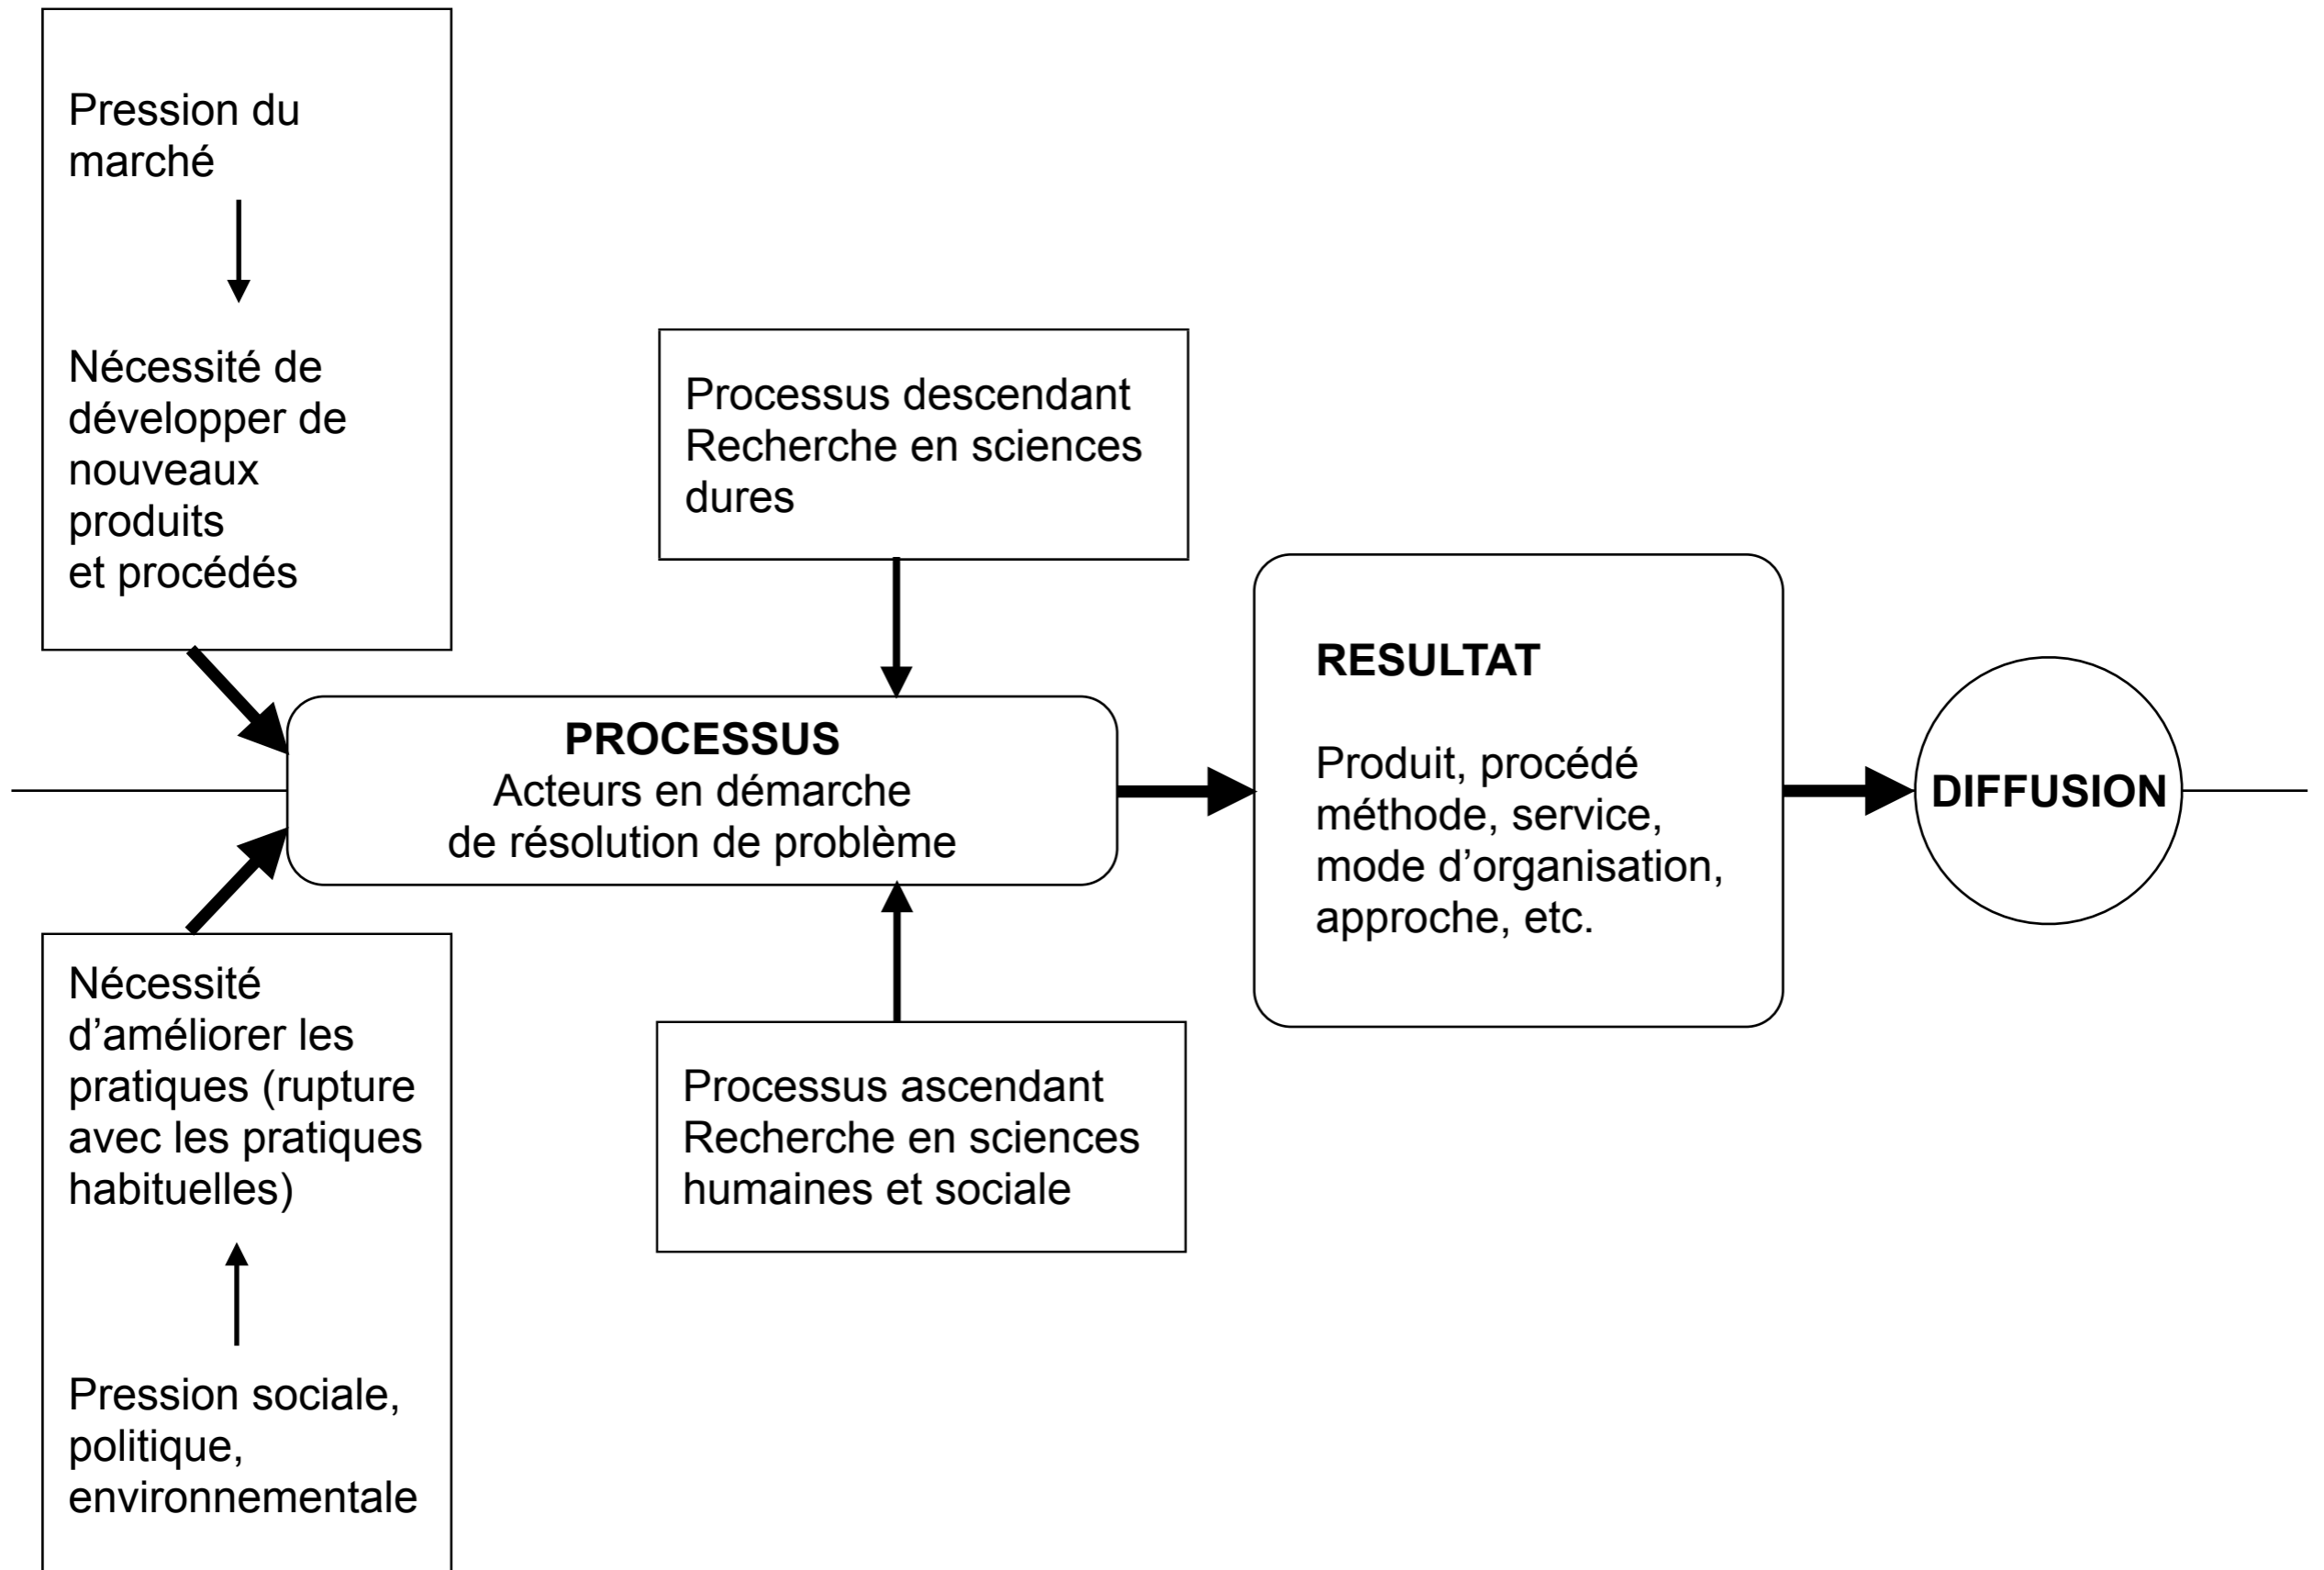 Pression du
marché
Nécessité de
développer de
nouveaux
produits
et procédés
Processus descendant
Recherche en sciences
dures
PROCESSUS
Acteurs en démarche
de résolution de problème
RESULTAT
Produit, procédé
méthode, service,
mode d’organisation,
approche, etc.
DIFFUSION
Nécessité
d’améliorer les
pratiques (rupture
avec les pratiques
habituelles)
Pression sociale,
politique,
environnementale
Processus ascendant
Recherche en sciences
humaines et sociale